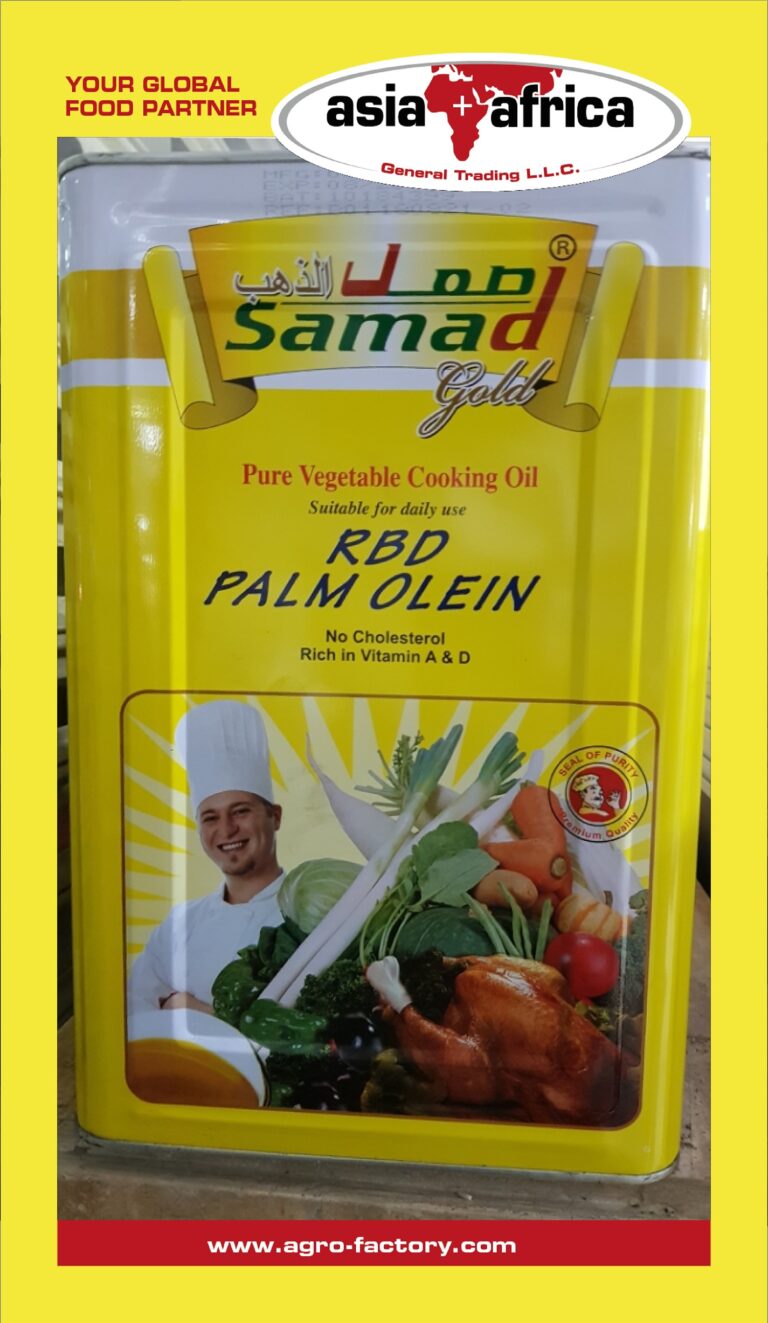 YOUR GLOBAL
FOOD PARTNER
asia + africa
General Trading L.L.C.
صمد الذهب ®
Samad
Gold
Pure Vegetable Cooking Oil
Suitable for daily use
RBD
PALM OLEIN
No Cholesterol
Rich in Vitamin A & D
SEAL OF PURITY
Premium Quality
www.agro-factory.com